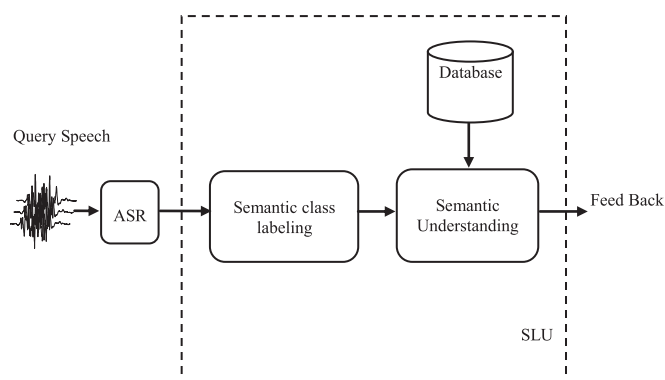 Database
Query Speech
ASR
Semantic class
labeling
Semantic
Understanding
Feed Back
SLU